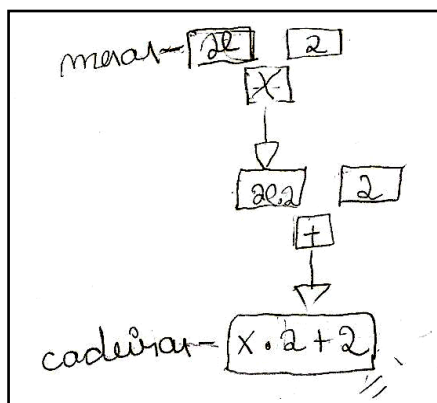 mesas - x 2
x
x.2 2
+
cadeiras - x . 2 + 2